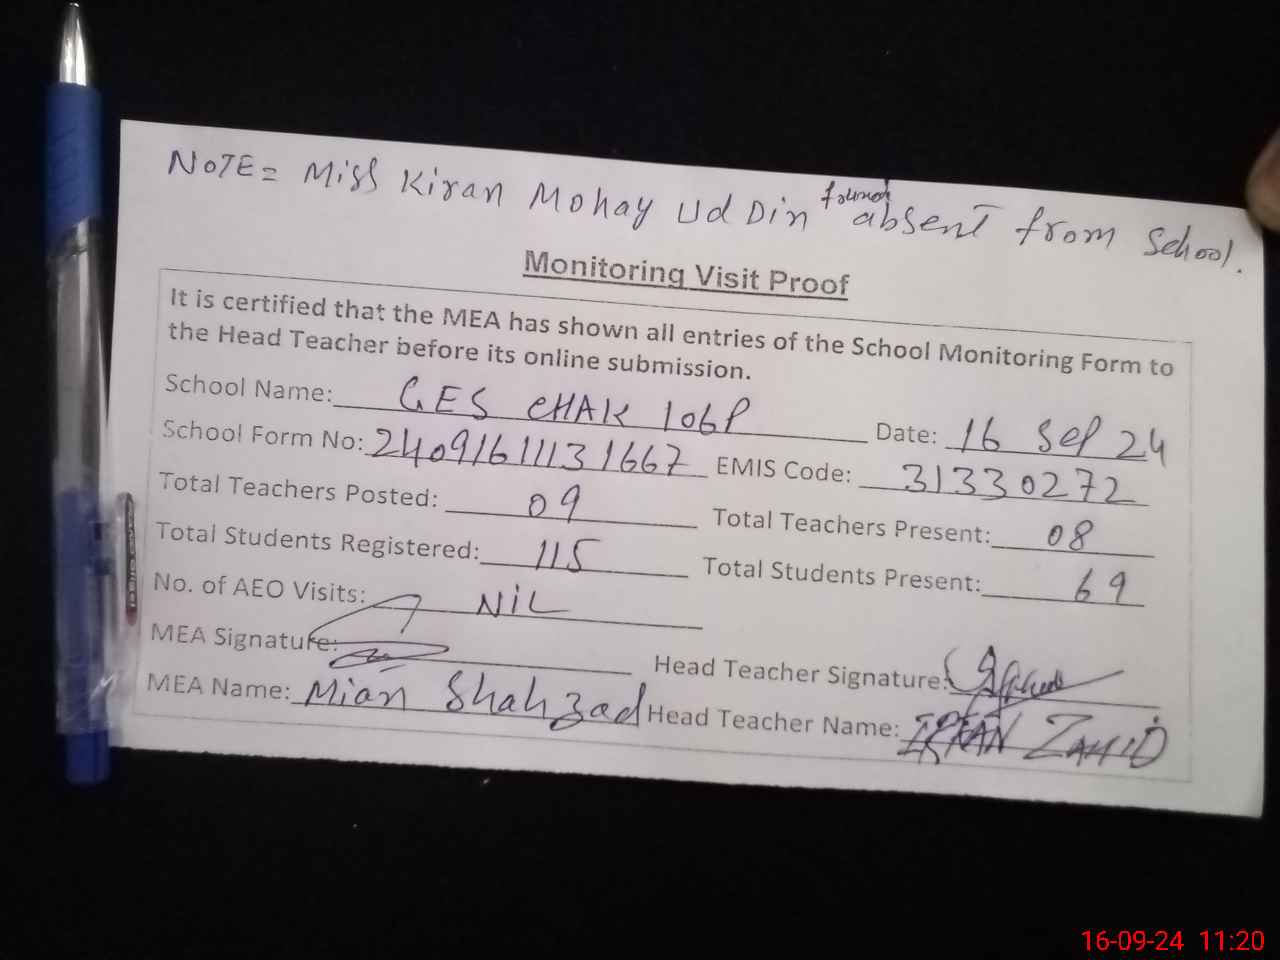 NOTE= Miss Kiran Mohay Ud Din found absent from School.
Monitoring Visit Proof
It is certified that the MEA has shown all entries of the School Monitoring Form to
the Head Teacher before its online submission.
School Name: GES CHAK 106P Date: 16 Sep 24
School Form No: 24091611131667 EMIS Code: 31330272
Total Teachers Posted: 09 Total Teachers Present: 08
Total Students Registered: 115 Total Students Present: 69
No. of AEO Visits: NiL
MEA Signature: Head Teacher Signature:
MEA Name: Mian Shahzad Head Teacher Name: IRFAN ZAHID
16-09-24 11:20